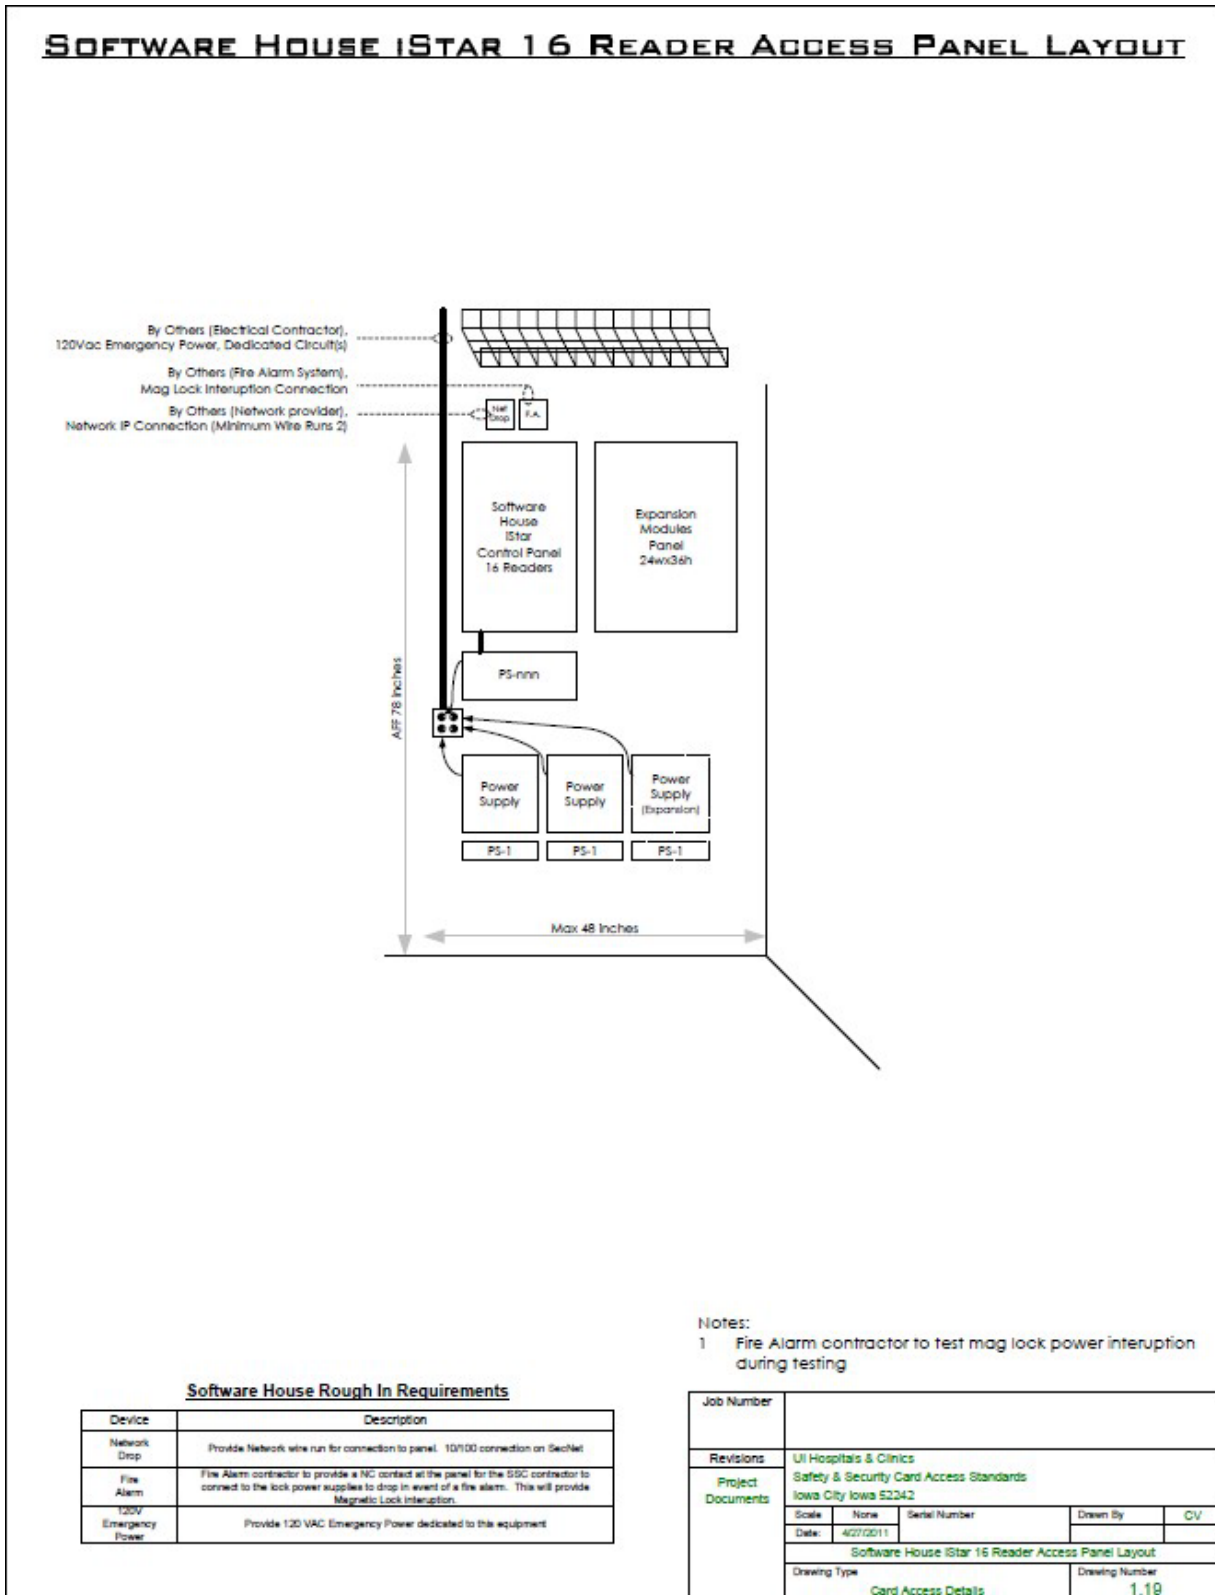 SOFTWARE HOUSE iSTAR 16 READER ACCESS PANEL LAYOUT
By Others (Electrical Contractor),
120Vac Emergency Power, Dedicated Circuit(s)
By Others (Fire Alarm System),
Mag Lock Interuption Connection
By Others (Network provider),
Network IP Connection (Minimum Wire Runs 2)
Net
Drop
F.A.
Software
House
iStar
Control Panel
16 Readers
Expansion
Modules
Panel
24wx36h
PS-nnn
AFF 78 Inches
Power
Supply
Power
Supply
Power
Supply
(Expansion)
PS-1
PS-1
PS-1
Max 48 Inches
Notes:
1 Fire Alarm contractor to test mag lock power interuption
during testing
Software House Rough In Requirements
Device Description
Network
Drop
Provide Network wire run for connection to panel. 10/100 connection on SecNet
Fire
Alarm
Fire Alarm contractor to provide a NC contact at the panel for the SSC contractor to
connect to the lock power supplies to drop in event of a fire alarm. This will provide
Magnetic Lock interuption.
120V
Emergency
Power
Provide 120 VAC Emergency Power dedicated to this equipment
Job Number
Revisions
Project
Documents
UI Hospitals & Clinics
Safety & Security Card Access Standards
Iowa City Iowa 52242
Scale None Serial Number Drawn By CV
Date: 4/27/2011
Software House iStar 16 Reader Access Panel Layout
Drawing Type Drawing Number
Card Access Details 1.19